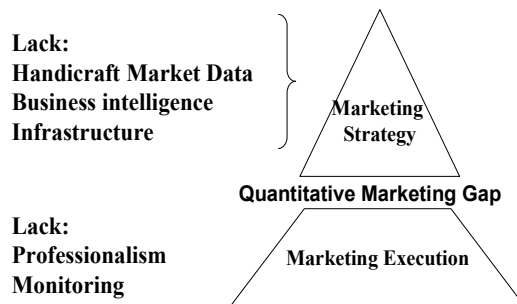 Lack:
Handicraft Market Data
Business intelligence
Infrastructure
Marketing
Strategy
Quantitative Marketing Gap
Lack:
Professionalism
Monitoring
Marketing Execution